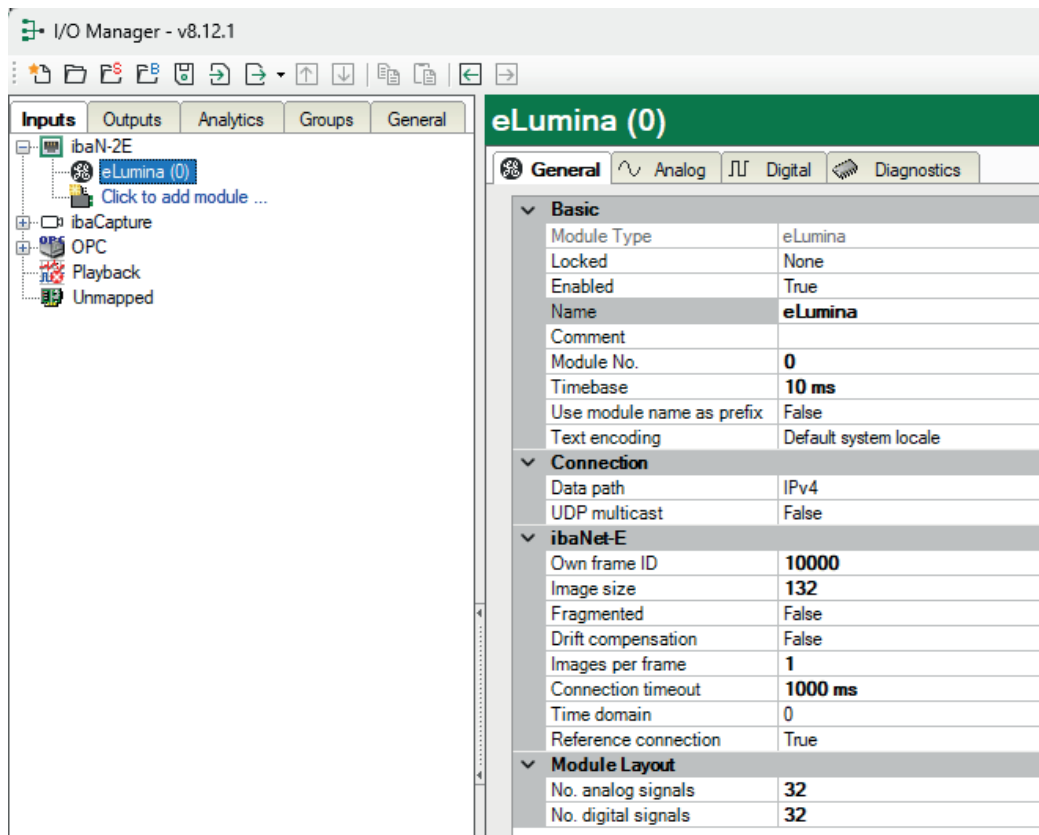 I/O Manager - v8.12.1
Inputs Outputs Analytics Groups General
ibaN-2E
eLumina (0)
Click to add module ...
ibaCapture
OPC
Playback
Unmapped
eLumina (0)
General Analog Digital Diagnostics
Basic
Module Type eLumina
Locked None
Enabled True
Name eLumina
Comment
Module No. 0
Timebase 10 ms
Use module name as prefix False
Text encoding Default system locale
Connection
Data path IPv4
UDP multicast False
ibaNet-E
Own frame ID 10000
Image size 132
Fragmented False
Drift compensation False
Images per frame 1
Connection timeout 1000 ms
Time domain 0
Reference connection True
Module Layout
No. analog signals 32
No. digital signals 32